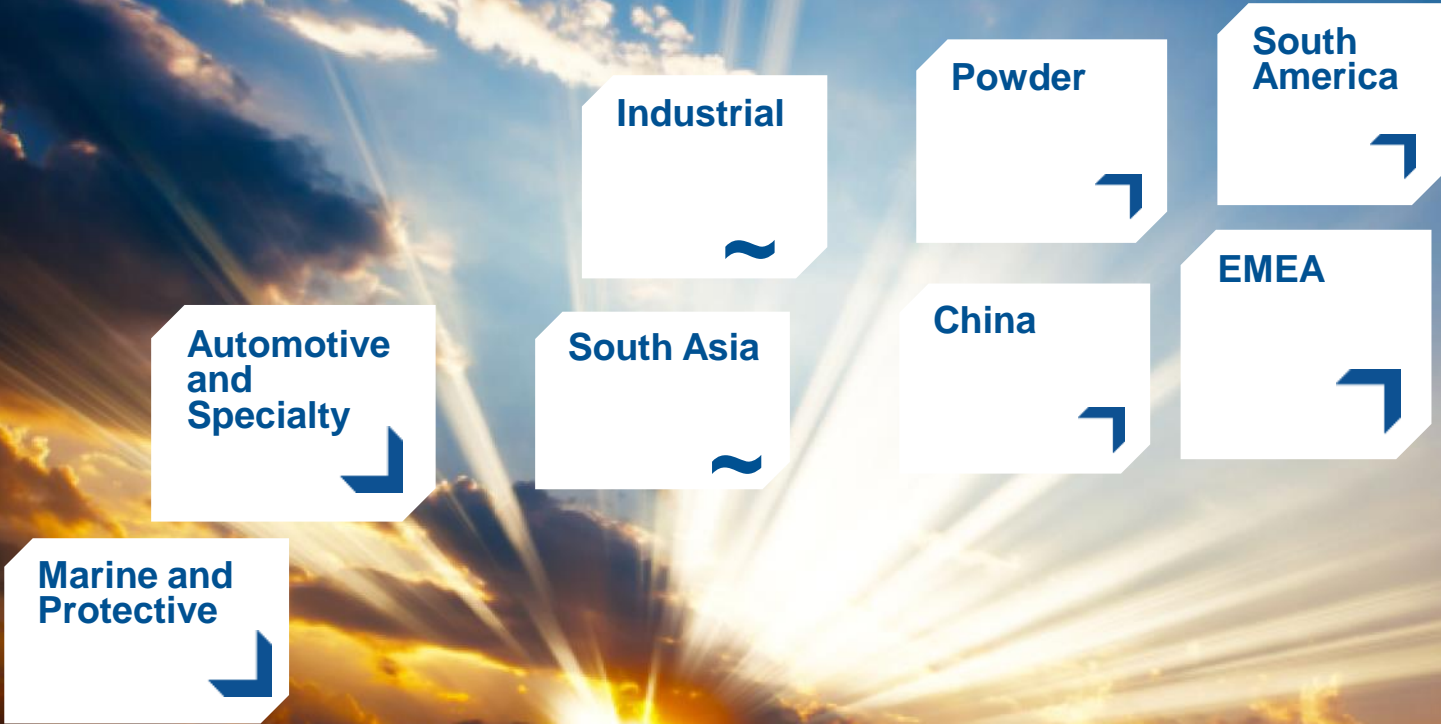 South
America
Powder
Industrial
~
EMEA
China
South Asia
~
Automotive
and
Specialty
Marine and
Protective